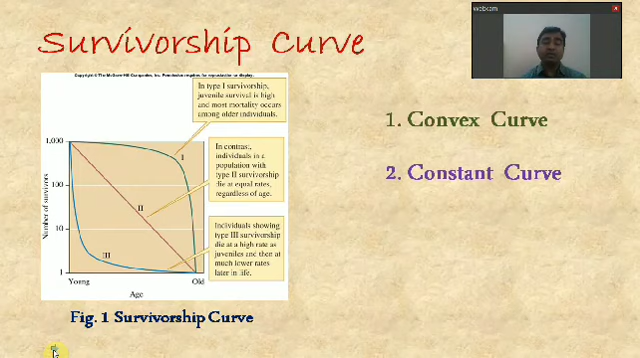 Survivorship Curve
webcam
Copyright © The McGraw-Hill Companies, Inc. Permission required for reproduction or display.
In type I survivorship,
juvenile survival is high
and most mortality occurs
among older individuals.
1,000
I
In contrast,
individuals in a
population with
type II survivorship
die at equal rates,
regardless of age.
100
II
Number of survivors
10
Individuals showing
type III survivorship
die at a high rate as
juveniles and then at
much lower rates
later in life.
III
1
Young
Old
Age
Fig. 1 Survivorship Curve
1. Convex Curve
2. Constant Curve